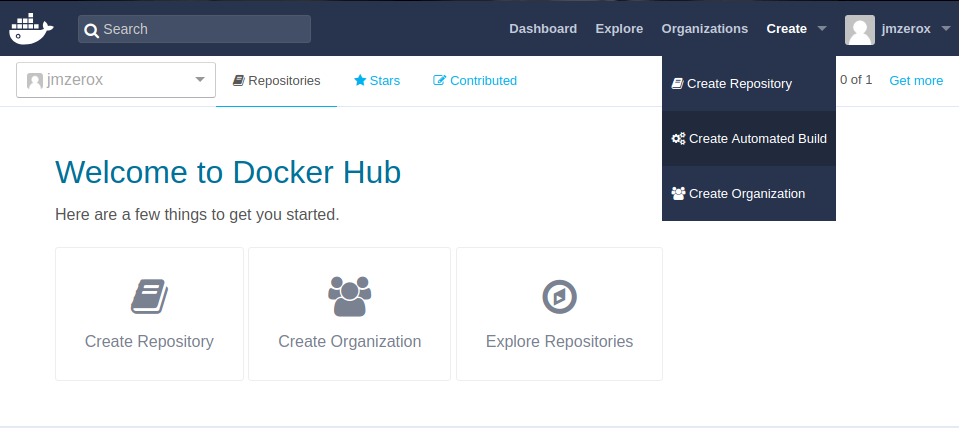 Search
Dashboard Explore Organizations Create jmzerox
jmzerox Repositories Stars Contributed 0 of 1 Get more
Create Repository
Create Automated Build
Create Organization
Welcome to Docker Hub
Here are a few things to get you started.
Create Repository Create Organization Explore Repositories